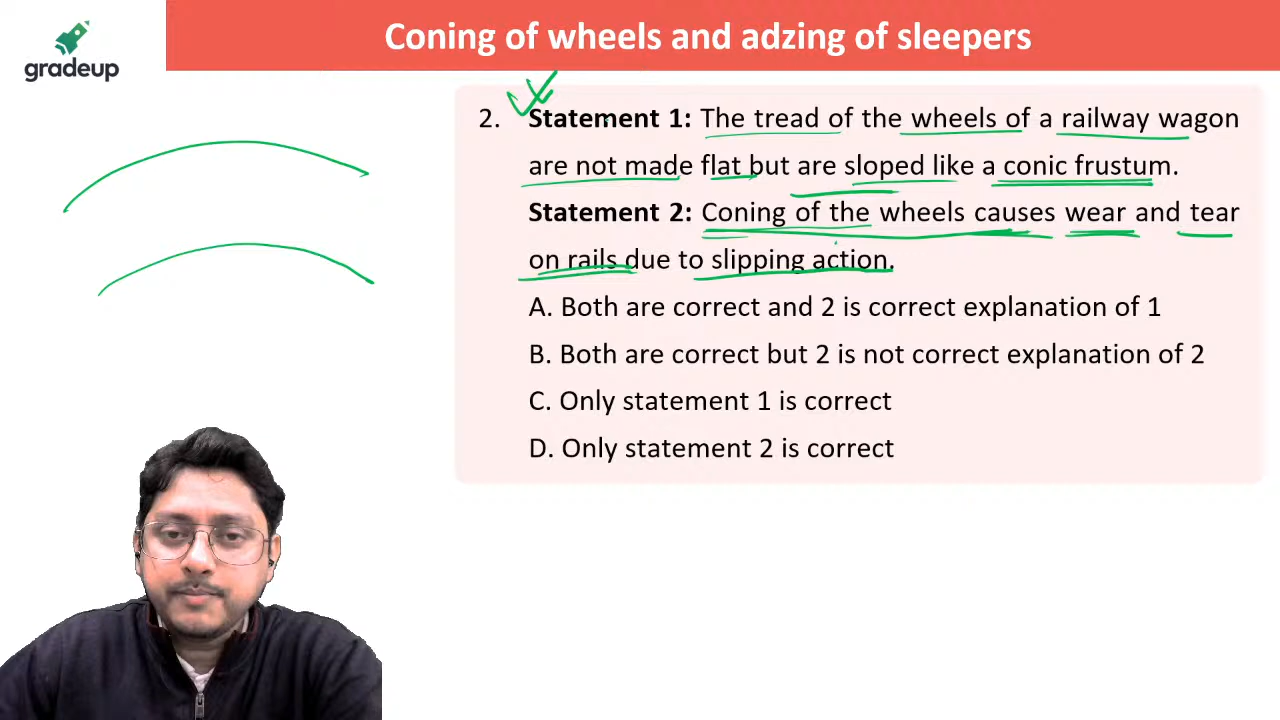 Coning of wheels and adzing of sleepers
gradeup
2. Statement 1: The tread of the wheels of a railway wagon
are not made flat but are sloped like a conic frustum.
Statement 2: Coning of the wheels causes wear and tear
on rails due to slipping action.
A. Both are correct and 2 is correct explanation of 1
B. Both are correct but 2 is not correct explanation of 2
C. Only statement 1 is correct
D. Only statement 2 is correct